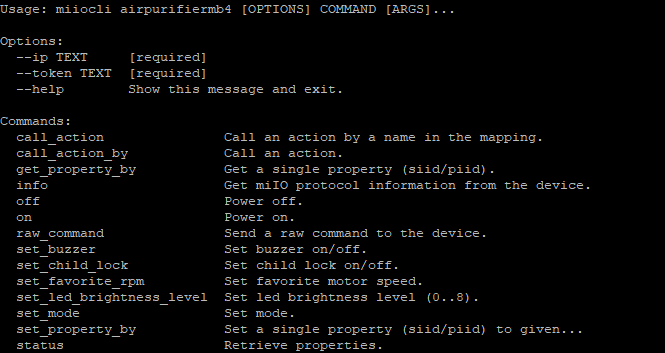 Usage: miiocli airpurifiermb4 [OPTIONS] COMMAND [ARGS]...
Options:
--ip TEXT [required]
--token TEXT [required]
--help Show this message and exit.
Commands:
call_action Call an action by a name in the mapping.
call_action_by Call an action.
get_property_by Get a single property (siid/piid).
info Get miIO protocol information from the device.
off Power off.
on Power on.
raw_command Send a raw command to the device.
set_buzzer Set buzzer on/off.
set_child_lock Set child lock on/off.
set_favorite_rpm Set favorite motor speed.
set_led_brightness_level Set led brightness level (0..8).
set_mode Set mode.
set_property_by Set a single property (siid/piid) to given...
status Retrieve properties.